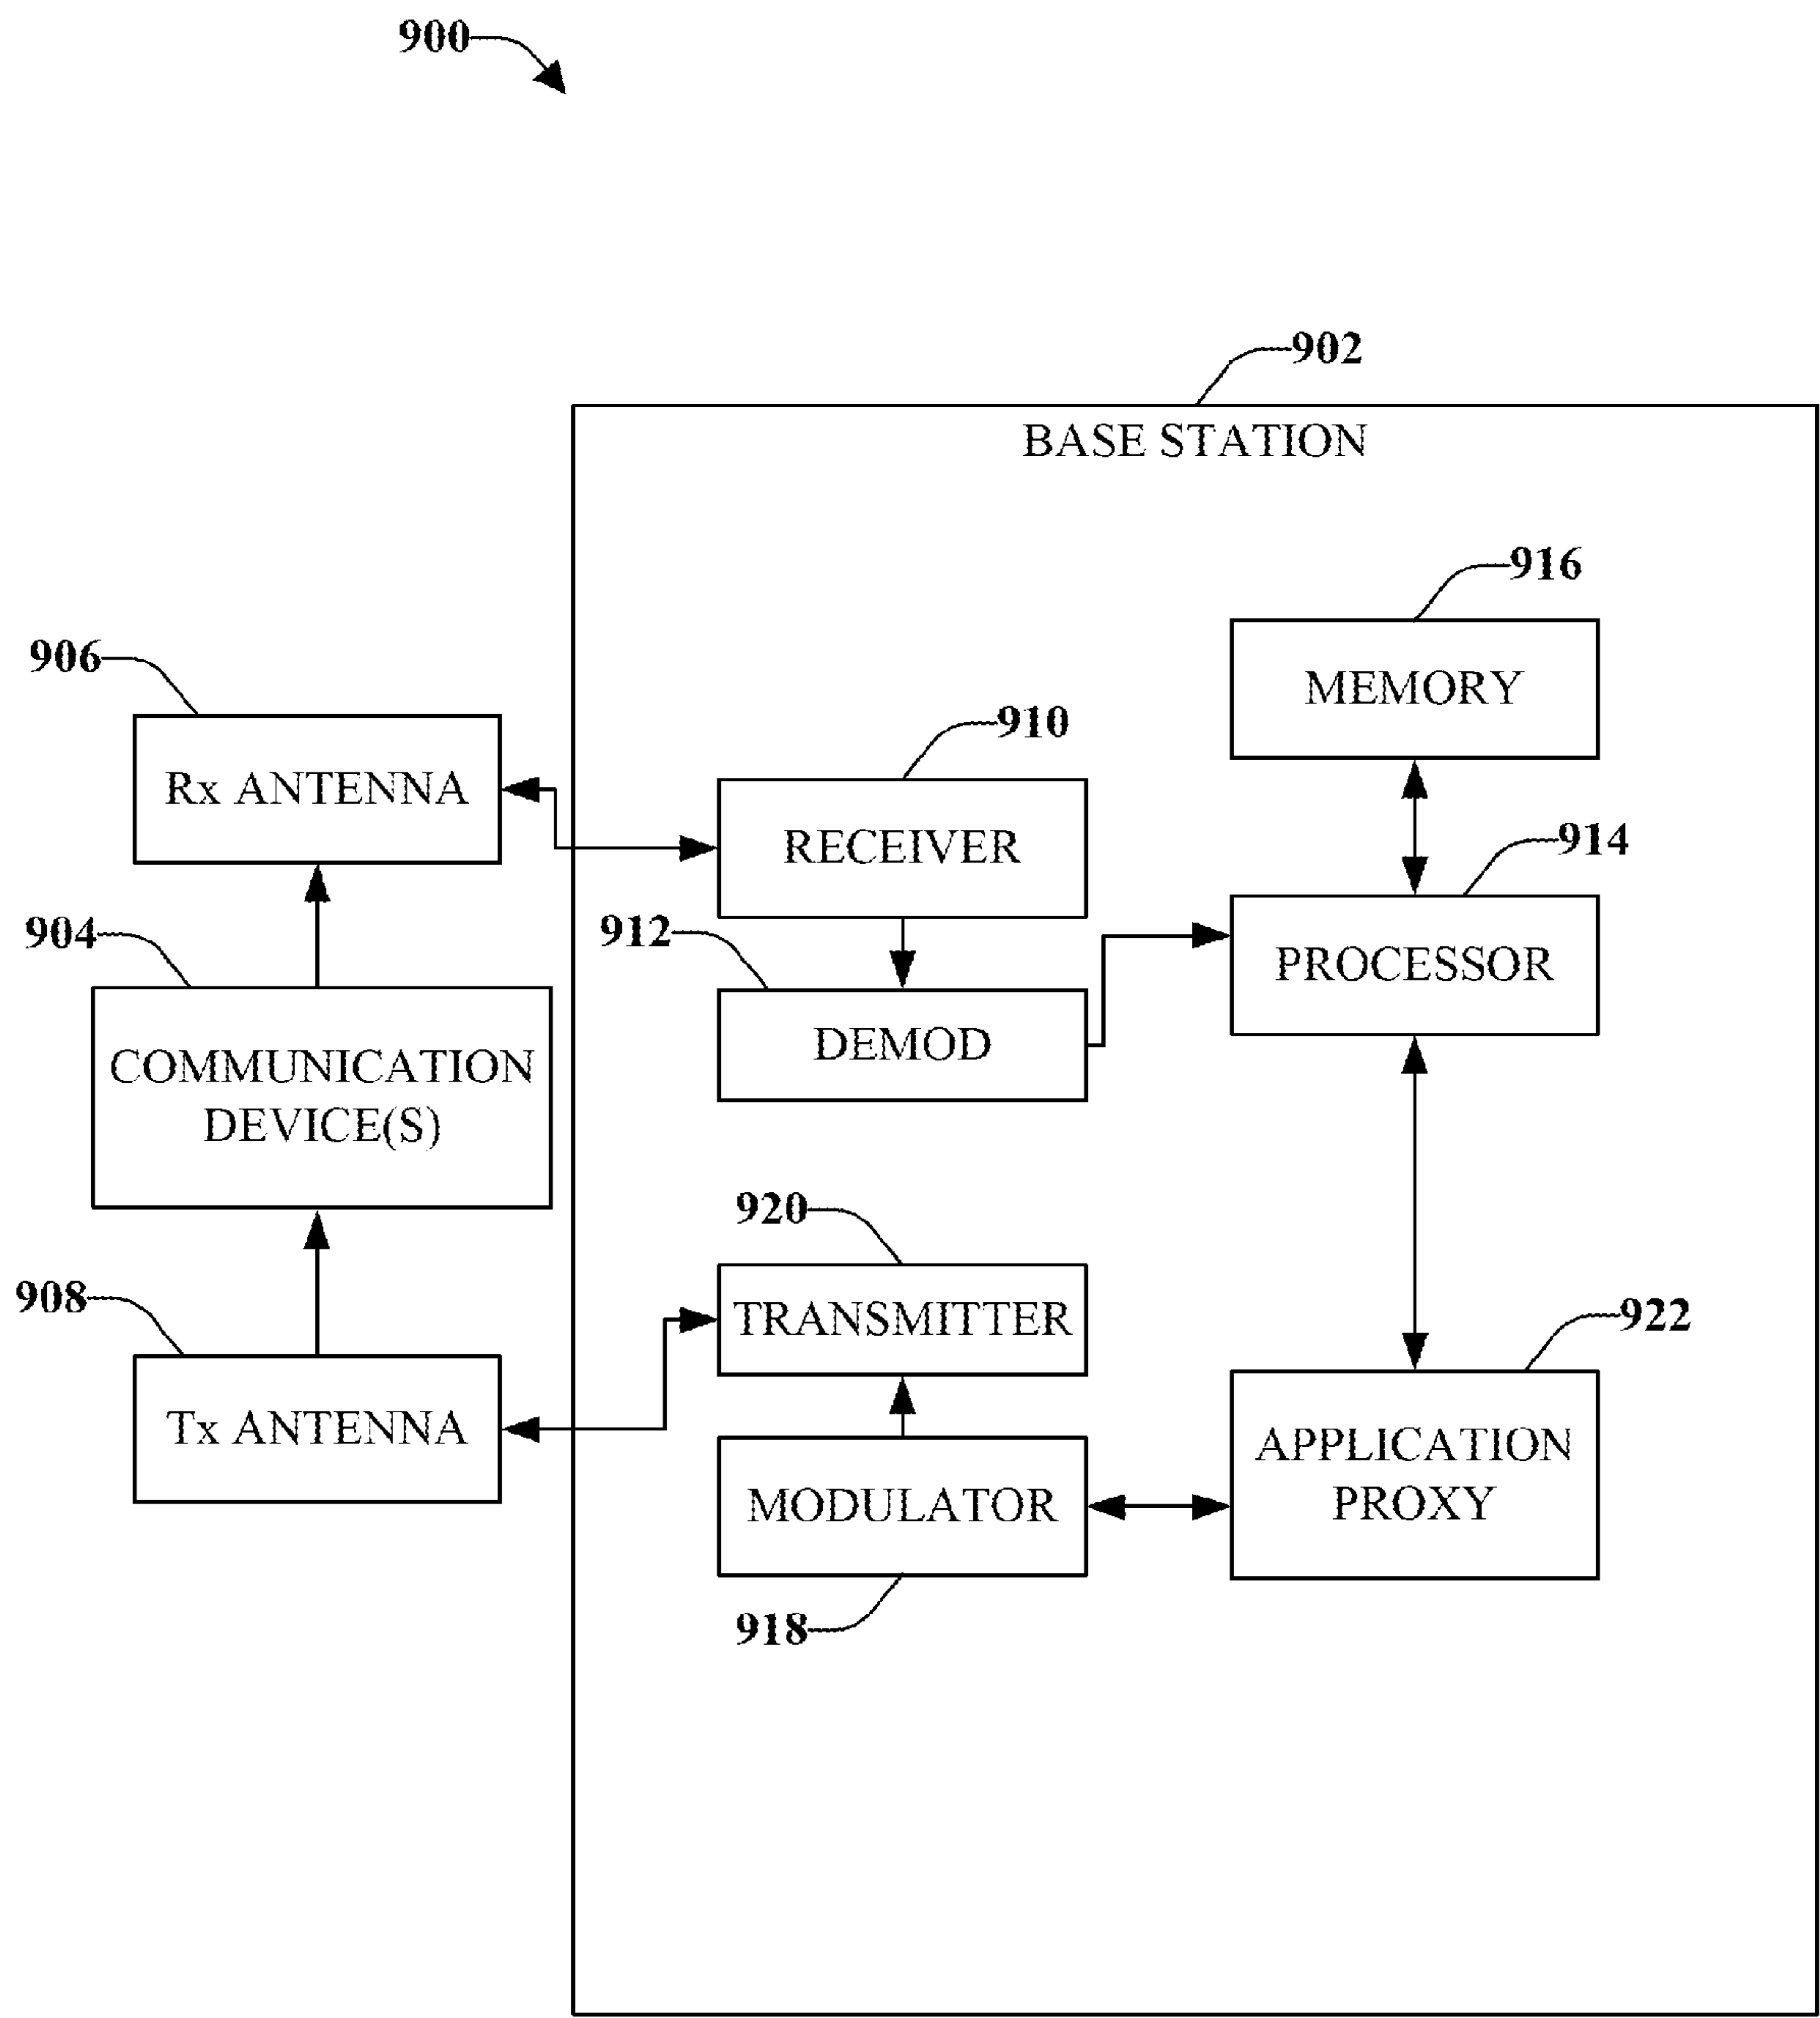 900
902
BASE STATION
916
MEMORY
906
Rx ANTENNA
910
RECEIVER
914
PROCESSOR
904
COMMUNICATION
DEVICE(S)
912
DEMOD
920
TRANSMITTER
908
Tx ANTENNA
922
APPLICATION
PROXY
MODULATOR
918